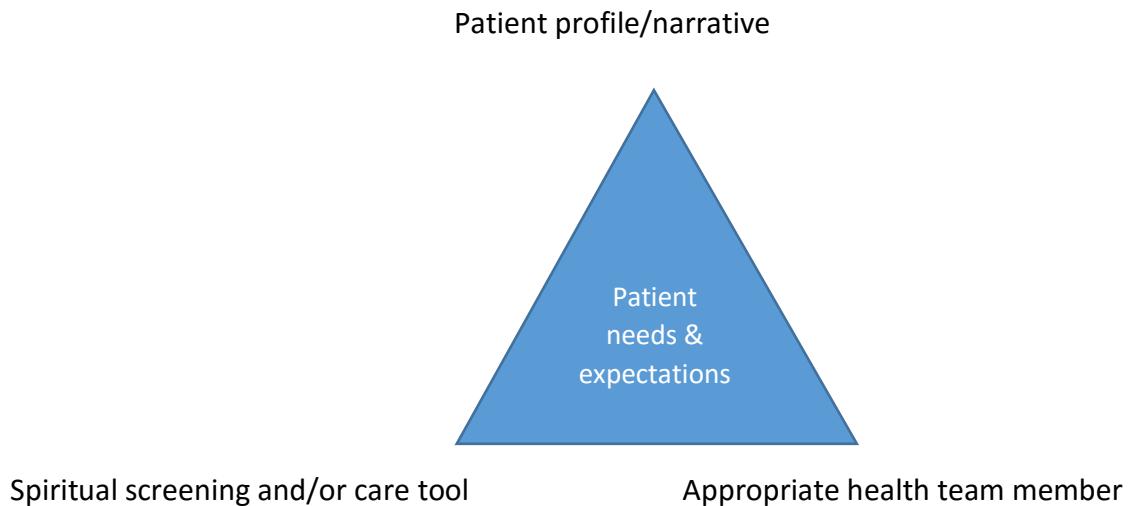 Patient profile/narrative
Patient
needs &
expectations
Spiritual screening and/or care tool
Appropriate health team member